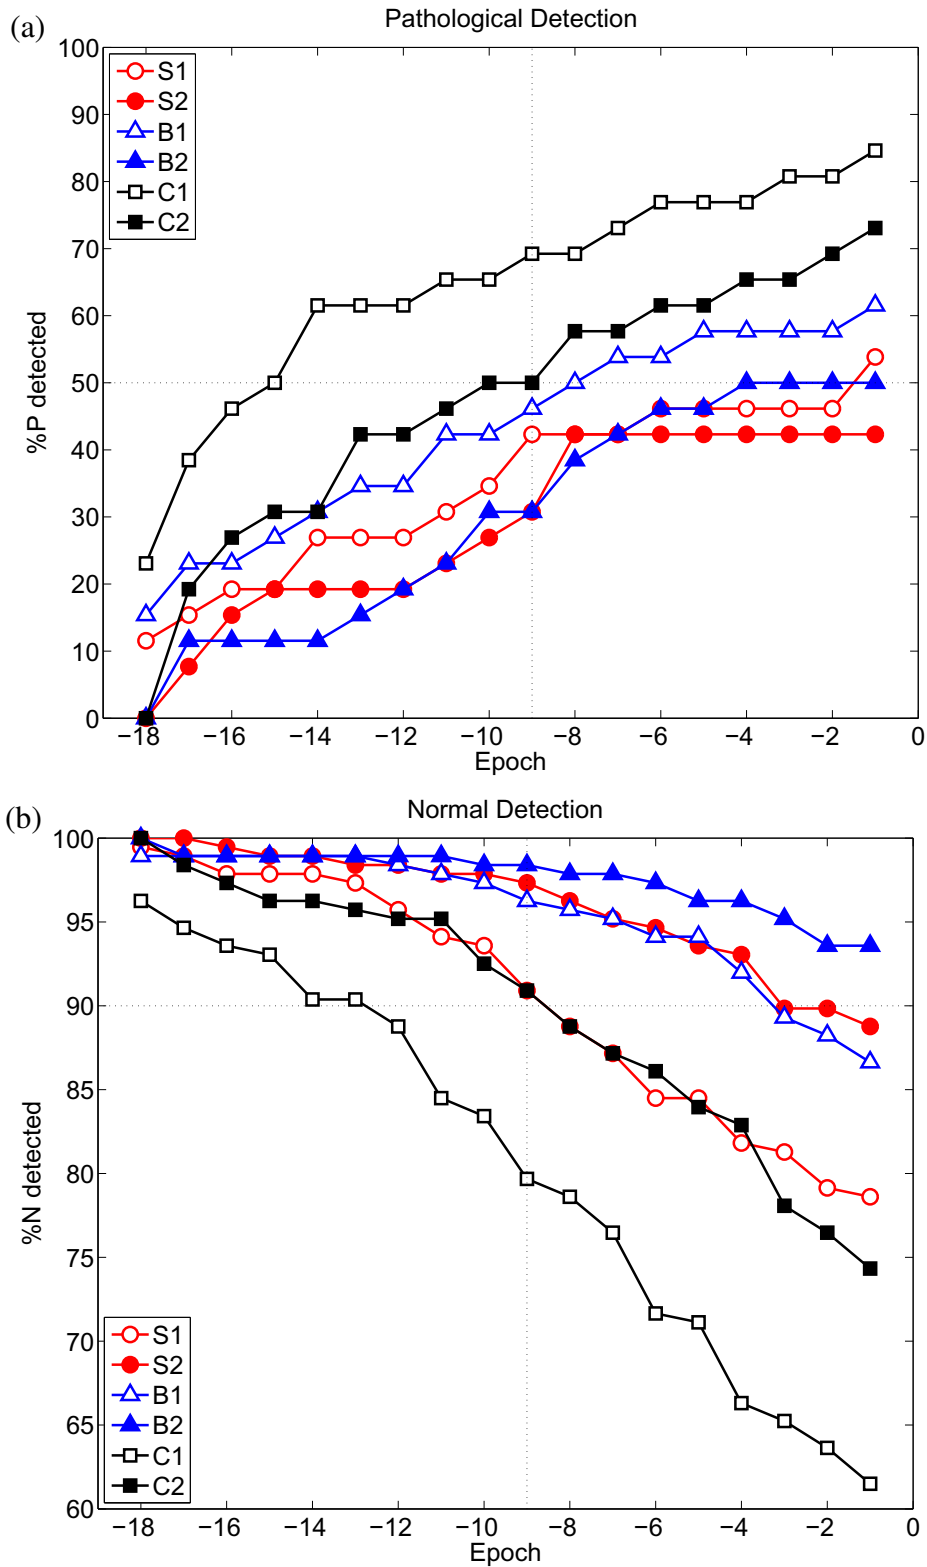 (a)
Pathological Detection
100
90
80
70
60
50
40
30
20
10
0
%P detected
S1
S2
B1
B2
C1
C2
−18 −16 −14 −12 −10 −8 −6 −4 −2 0
Epoch
(b)
Normal Detection
100
95
90
85
80
75
70
65
60
%N detected
S1
S2
B1
B2
C1
C2
−18 −16 −14 −12 −10 −8 −6 −4 −2 0
Epoch